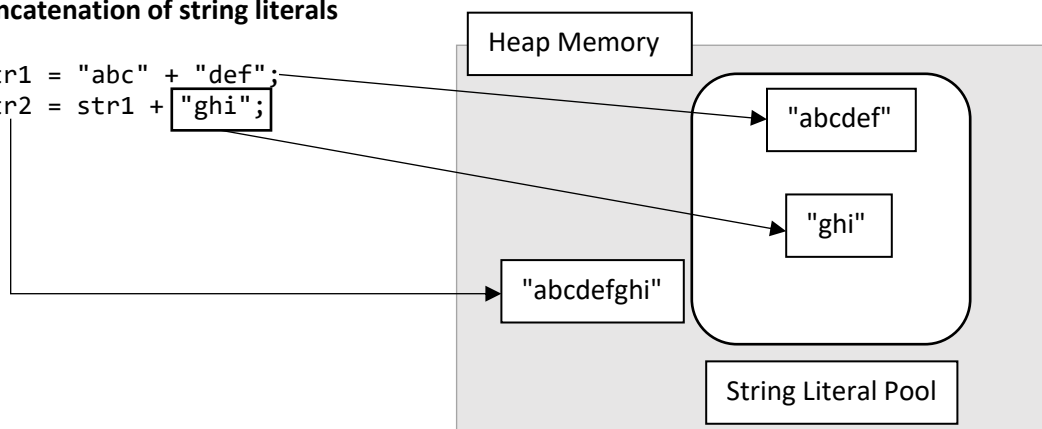 ncatenation of string literals
Heap Memory
tr1 = "abc" + "def";
tr2 = str1 + "ghi";
"abcdef"
"ghi"
"abcdefghi"
String Literal Pool